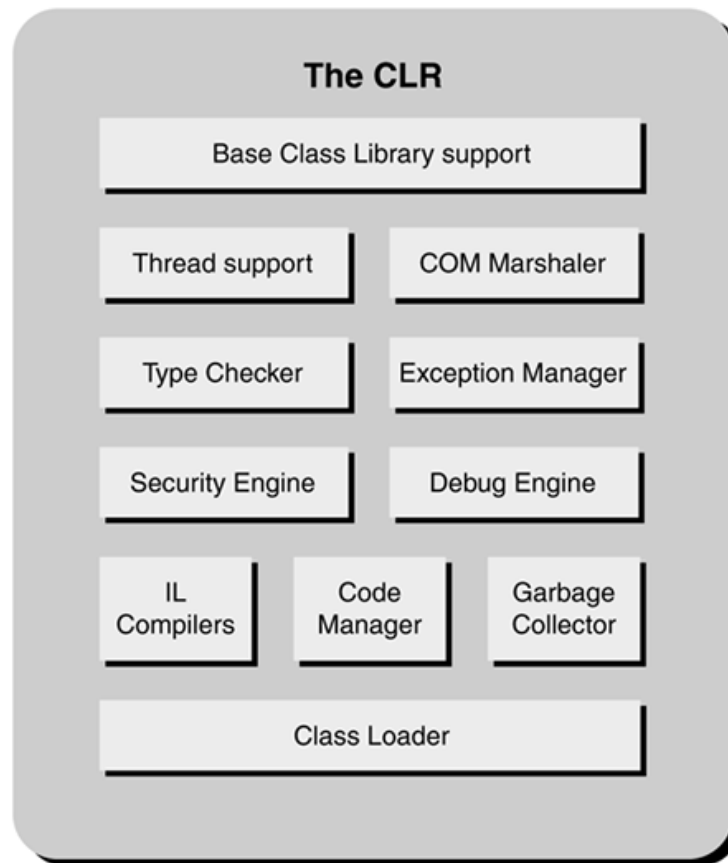 The CLR
Base Class Library support
Thread support
COM Marshaler
Type Checker
Exception Manager
Security Engine
Debug Engine
IL
Compilers
Code
Manager
Garbage
Collector
Class Loader